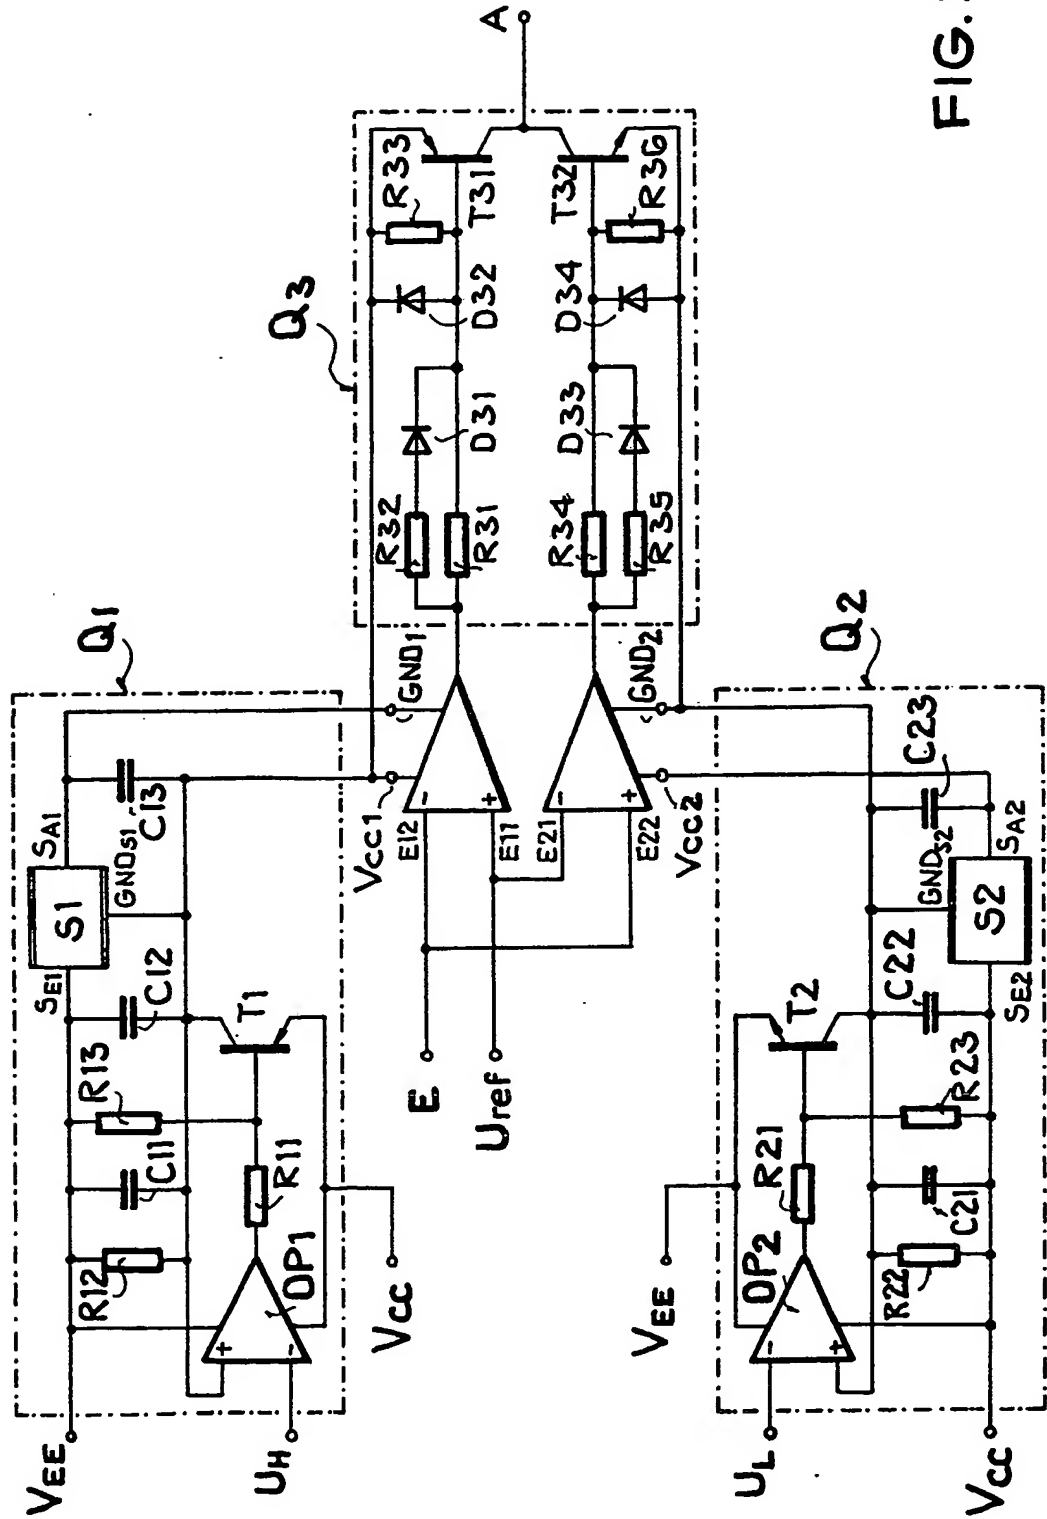 A
FIG.
Q3
R33
T31
D32
D31
R32
R31
T32
R36
D34
D33
R34
R35
Q1
GND1
Vcc1
SA1
GNDS1
C13
S1
SE1
C12
T1
R13
C11
R11
R12
OP1
VEE
UH
Vcc
E12
E11
E21
E22
-
+
-
+
+
-
E
Uref
GND2
Vcc2
Q2
C23
GNDS2
SA2
S2
SE2
C22
T2
R23
R21
C21
R22
OP2
-
+
VEE
UL
Vcc